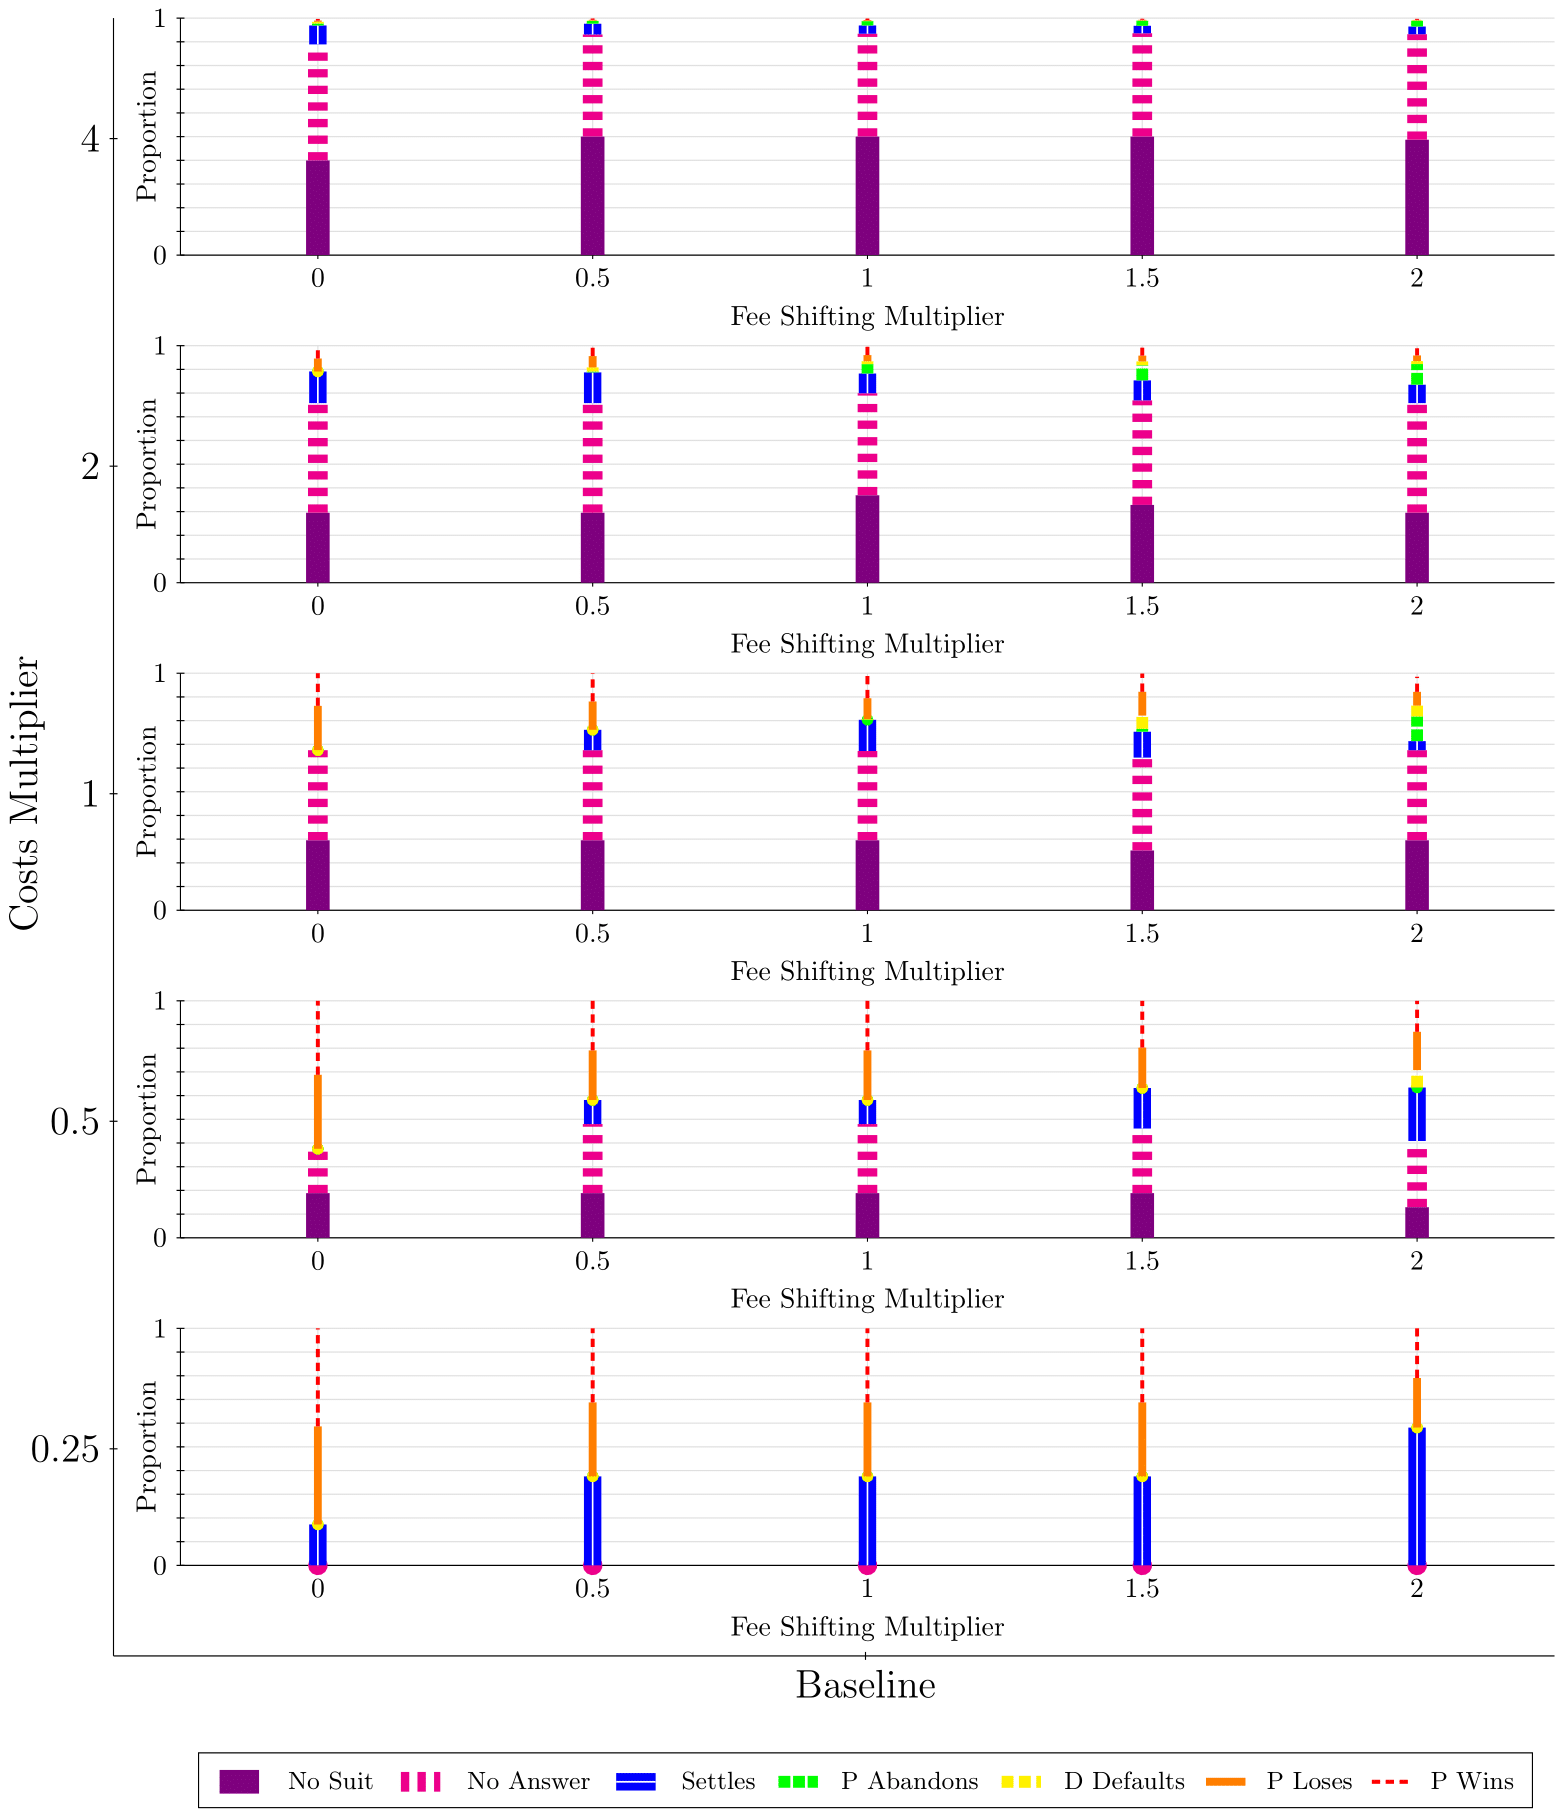 Costs Multiplier
4
Proportion
1
0
0 0.5 1 1.5 2
Fee Shifting Multiplier
2
Proportion
1
0
0 0.5 1 1.5 2
Fee Shifting Multiplier
1
Proportion
1
0
0 0.5 1 1.5 2
Fee Shifting Multiplier
0.5
Proportion
1
0
0 0.5 1 1.5 2
Fee Shifting Multiplier
0.25
Proportion
1
0
0 0.5 1 1.5 2
Fee Shifting Multiplier
Baseline
No Suit No Answer Settles P Abandons D Defaults P Loses P Wins